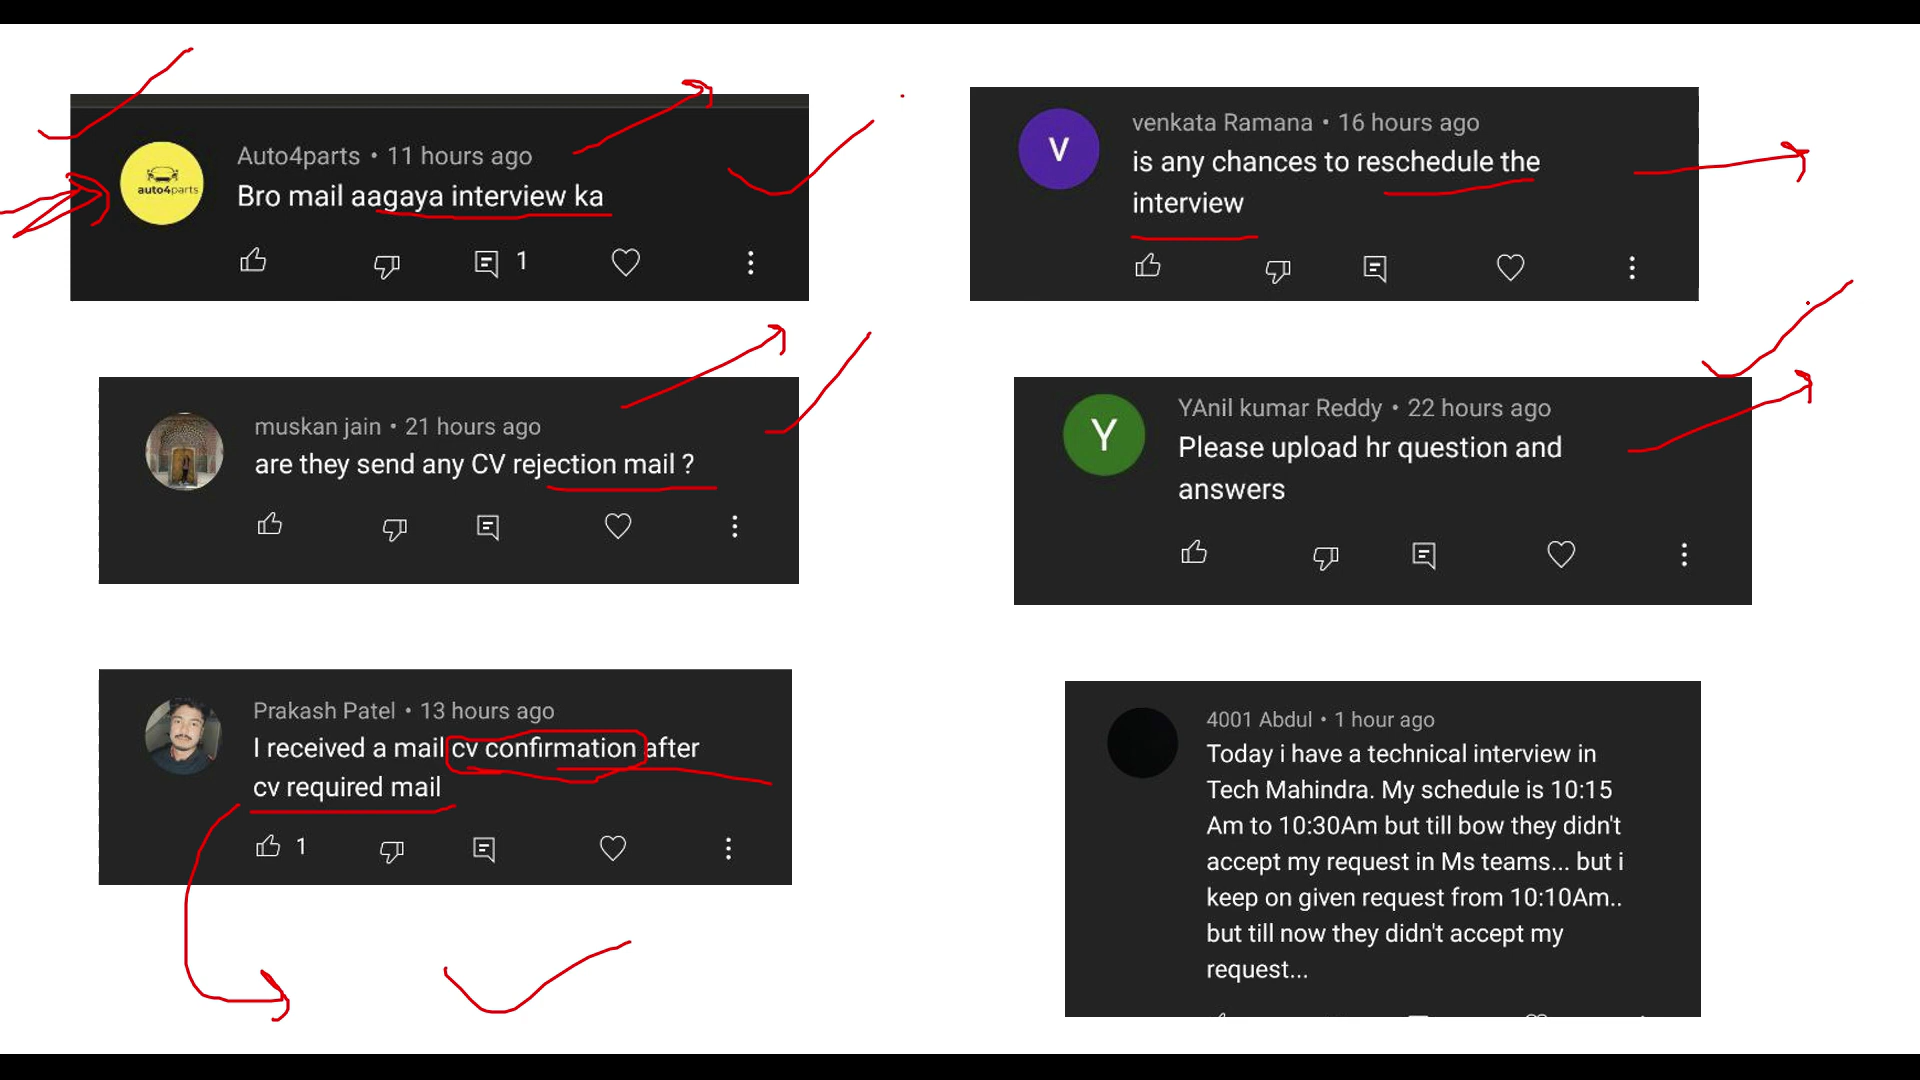 Auto4parts • 11 hours ago
auto4parts
Bro mail aagaya interview ka
1
venkata Ramana • 16 hours ago
V
is any chances to reschedule the
interview
muskan jain • 21 hours ago
are they send any CV rejection mail ?
YAnil kumar Reddy • 22 hours ago
Y
Please upload hr question and
answers
Prakash Patel • 13 hours ago
I received a mail cv confirmation after
cv required mail
1
4001 Abdul • 1 hour ago
Today i have a technical interview in
Tech Mahindra. My schedule is 10:15
Am to 10:30Am but till bow they didn't
accept my request in Ms teams... but i
keep on given request from 10:10Am..
but till now they didn't accept my
request...